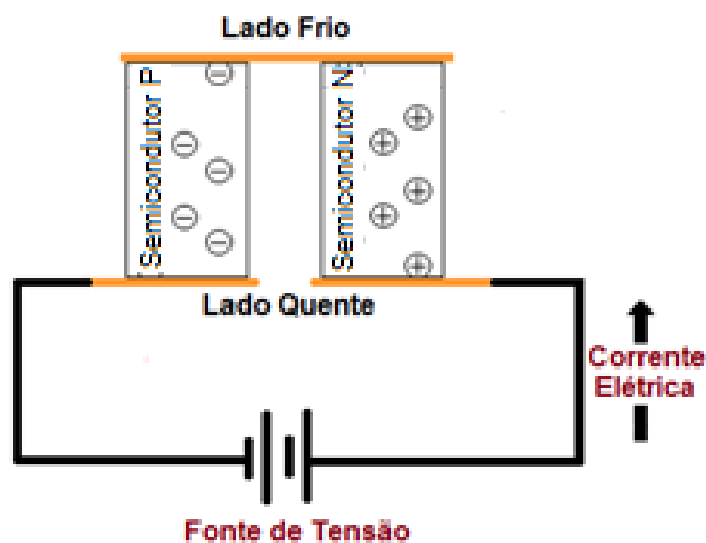 Lado Frio
Semicondutor P
Semicondutor N
Lado Quente
Corrente
Elétrica
Fonte de Tensão